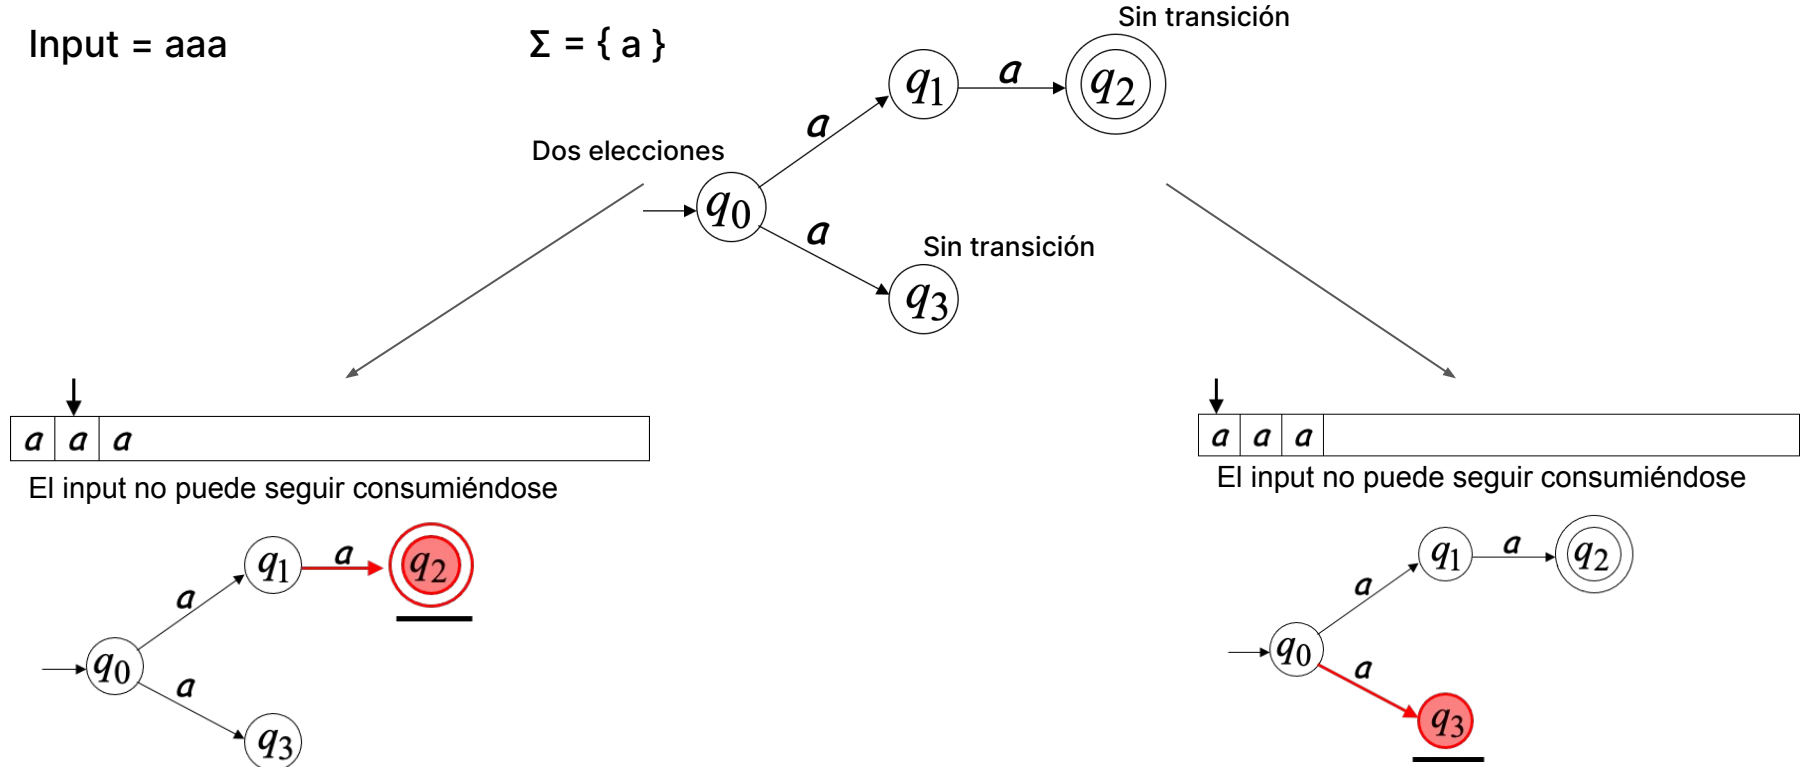 Input = aaa
Σ = { a }
Sin transición
q1
a
q2
a
Dos elecciones
q0
a
Sin transición
q3
a a a
El input no puede seguir consumiéndose
q1
a
q2
a
q0
a
q3
a a a
El input no puede seguir consumiéndose
q1
a
q2
a
q0
a
q3